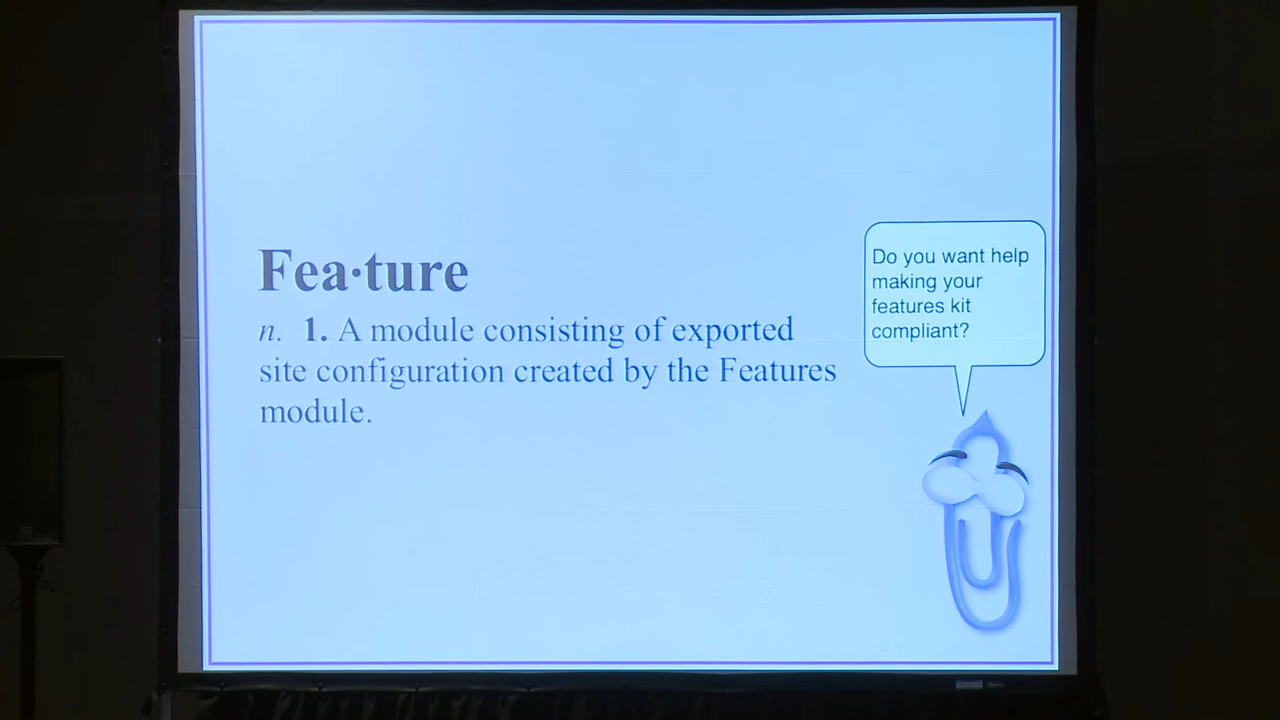 Fea·ture
n. 1. A module consisting of exported
site configuration created by the Features
module.
Do you want help
making your
features kit
compliant?